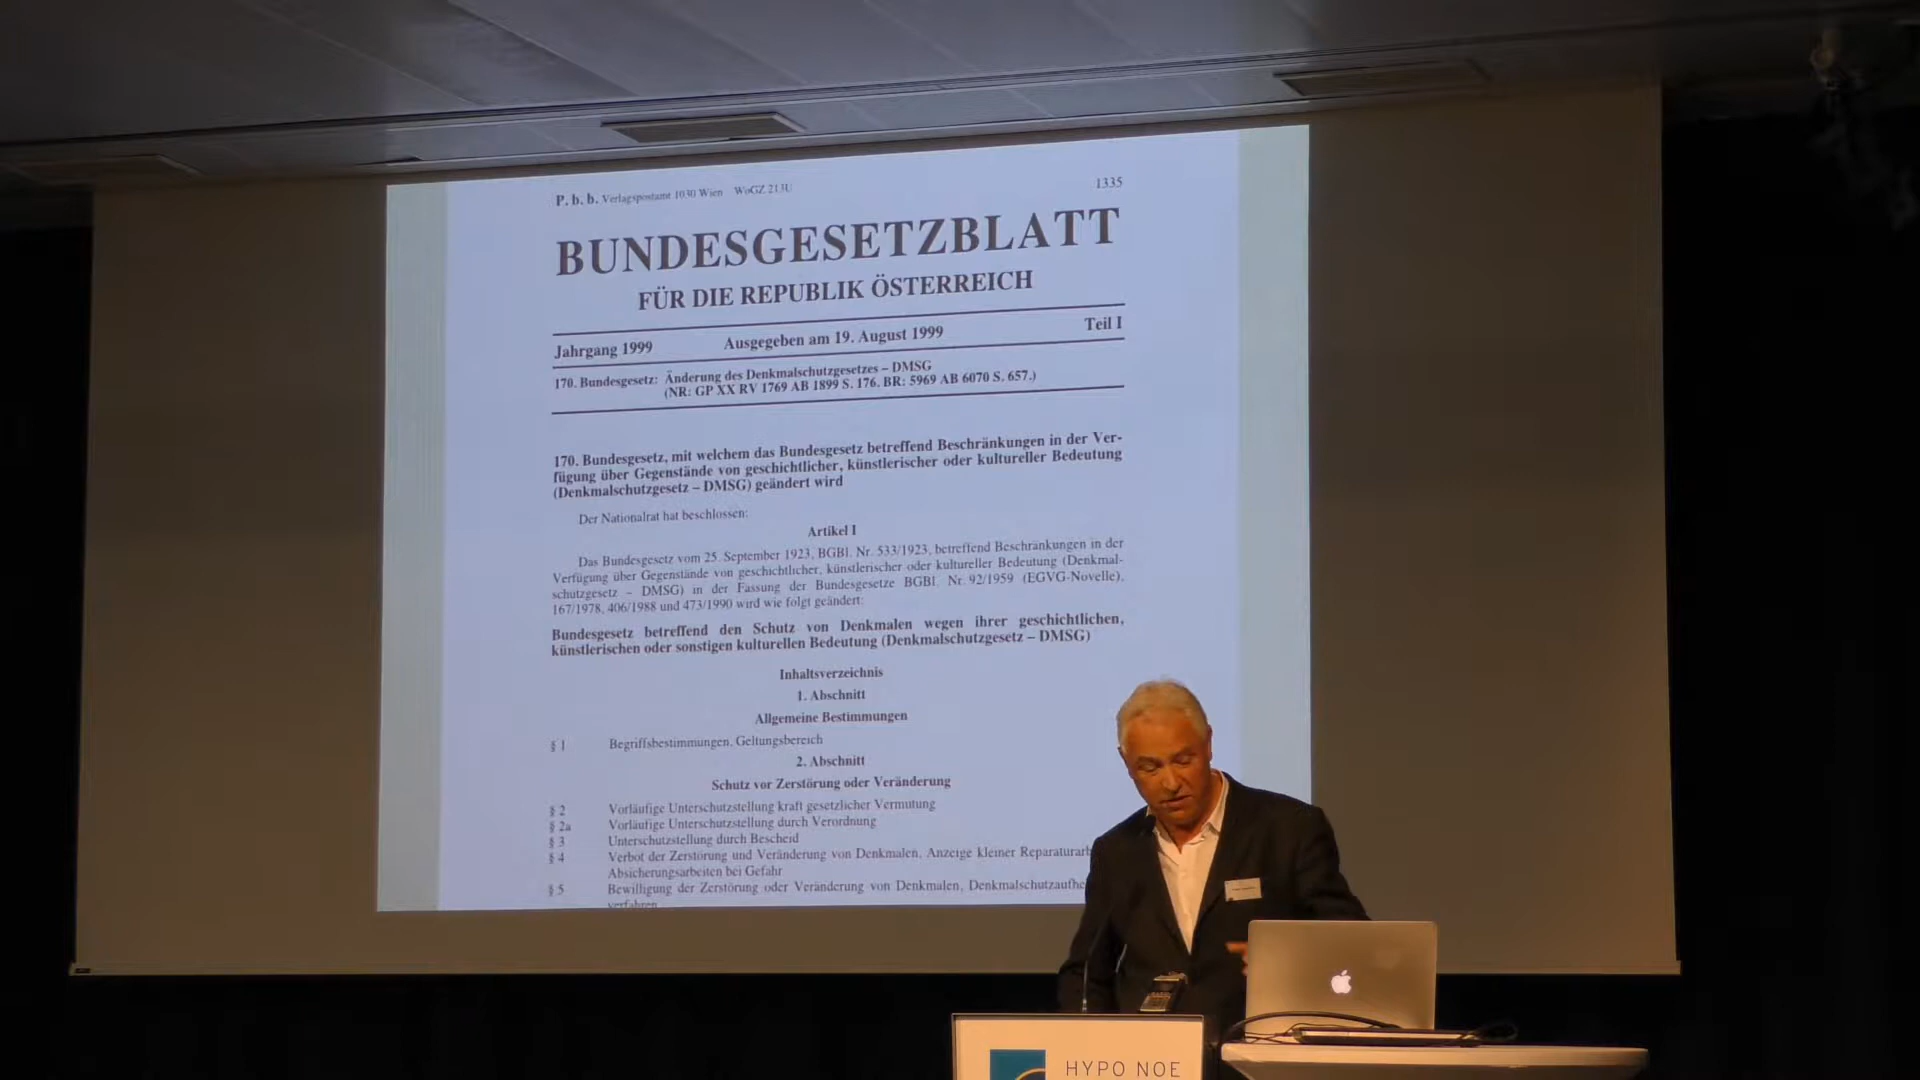 P. b. b. Verlagspostamt 1030 Wien WoGZ 213U 1335
BUNDESGESETZBLATT
FÜR DIE REPUBLIK ÖSTERREICH
Jahrgang 1999 Ausgegeben am 19. August 1999 Teil I
170. Bundesgesetz: Änderung des Denkmalschutzgesetzes – DMSG
(NR: GP XX RV 1769 AB 1899 S. 176. BR: 5969 AB 6070 S. 657.)
170. Bundesgesetz, mit welchem das Bundesgesetz betreffend Beschränkungen in der Ver-
fügung über Gegenstände von geschichtlicher, künstlerischer oder kultureller Bedeutung
(Denkmalschutzgesetz – DMSG) geändert wird
Der Nationalrat hat beschlossen:
Artikel I
Das Bundesgesetz vom 25. September 1923, BGBl. Nr. 533/1923, betreffend Beschränkungen in der
Verfügung über Gegenstände von geschichtlicher, künstlerischer oder kultureller Bedeutung (Denkmal-
schutzgesetz – DMSG) in der Fassung der Bundesgesetze BGBl. Nr. 92/1959 (EGVG-Novelle),
167/1978, 406/1988 und 473/1990 wird wie folgt geändert:
Bundesgesetz betreffend den Schutz von Denkmalen wegen ihrer geschichtlichen,
künstlerischen oder sonstigen kulturellen Bedeutung (Denkmalschutzgesetz – DMSG)
Inhaltsverzeichnis
1. Abschnitt
Allgemeine Bestimmungen
§ 1 Begriffsbestimmungen, Geltungsbereich
2. Abschnitt
Schutz vor Zerstörung oder Veränderung
§ 2 Vorläufige Unterschutzstellung kraft gesetzlicher Vermutung
§ 2a Vorläufige Unterschutzstellung durch Verordnung
§ 3 Unterschutzstellung durch Bescheid
§ 4 Verbot der Zerstörung und Veränderung von Denkmalen, Anzeige kleiner Reparaturarb
Absicherungsarbeiten bei Gefahr
§ 5 Bewilligung der Zerstörung oder Veränderung von Denkmalen, Denkmalschutzaufhe
verfahren
HYPO NOE